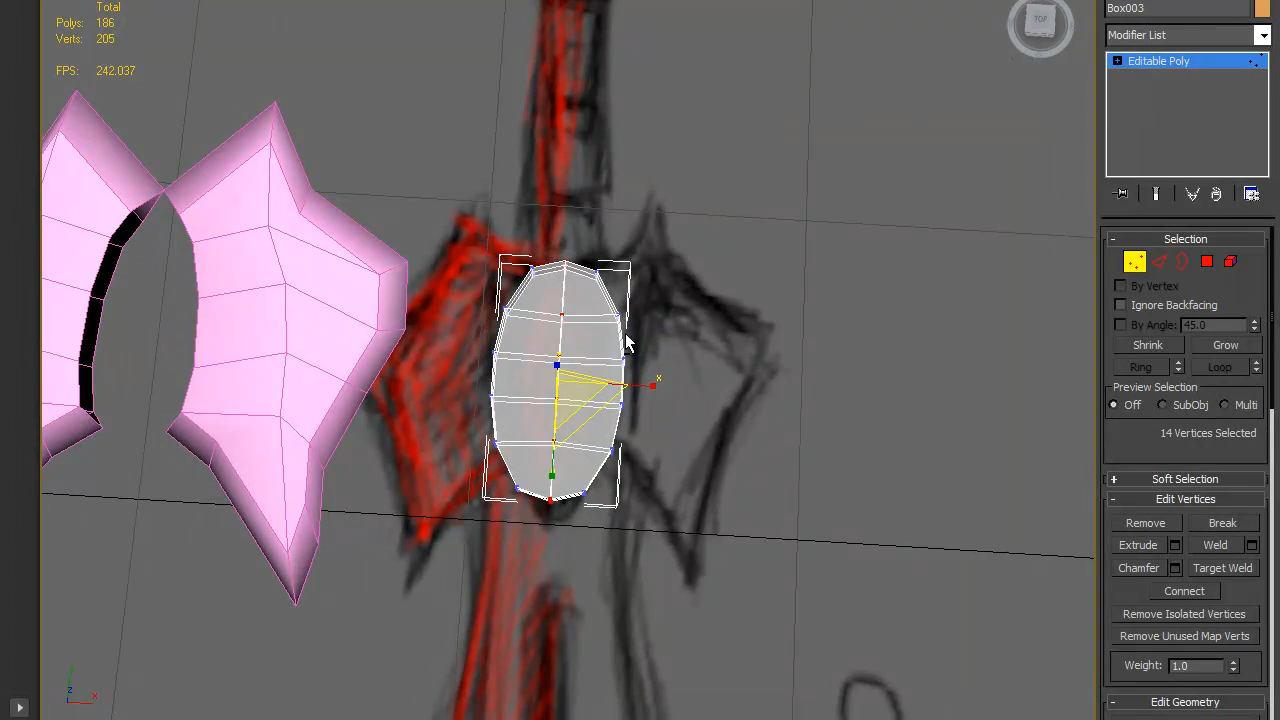 Total
Polys: 186
Verts: 205
FPS: 242.037
TOP
x
z
x
Box003
Modifier List
Editable Poly
- Selection
By Vertex
Ignore Backfacing
By Angle: 45.0
Shrink Grow
Ring Loop
Preview Selection
Off SubObj Multi
14 Vertices Selected
+ Soft Selection
- Edit Vertices
Remove Break
Extrude Weld
Chamfer Target Weld
Connect
Remove Isolated Vertices
Remove Unused Map Verts
Weight: 1.0
- Edit Geometry